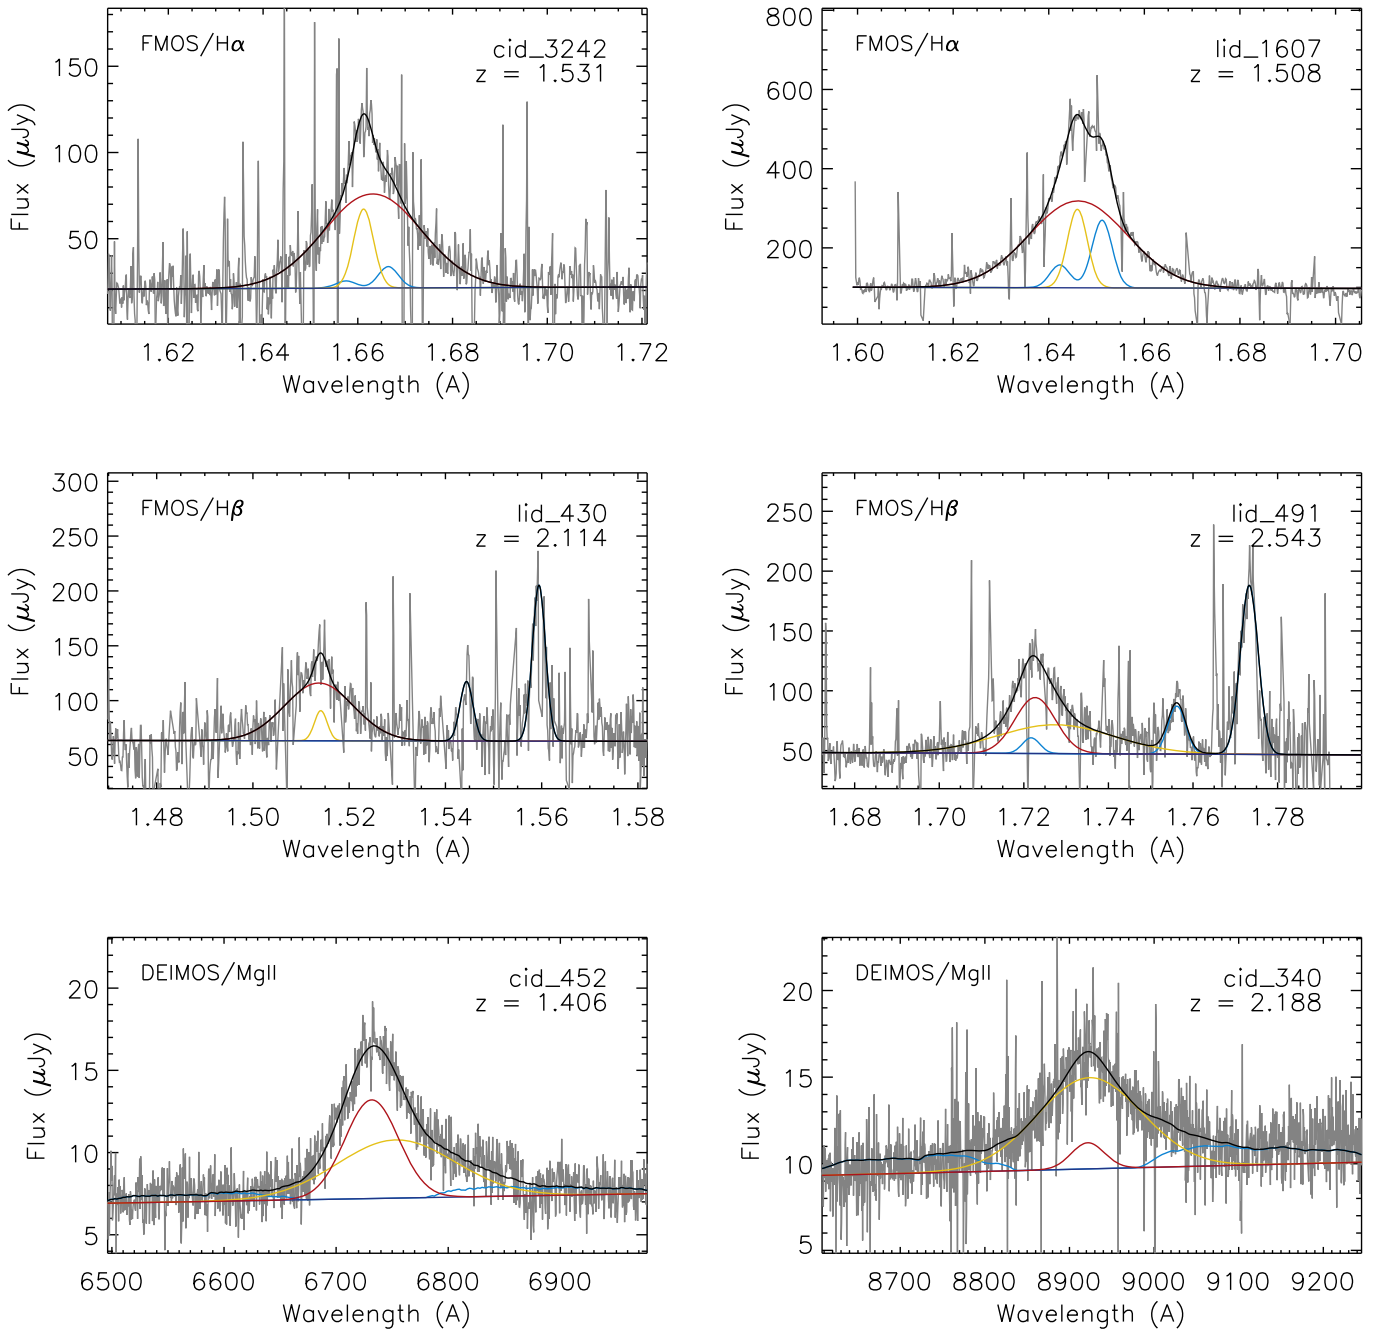 FMOS/Hα
cid_3242
z = 1.531
150
100
50
Flux (μJy)
1.62 1.64 1.66 1.68 1.70 1.72
Wavelength (A)
FMOS/Hα
lid_1607
z = 1.508
800
600
400
200
Flux (μJy)
1.60 1.62 1.64 1.66 1.68 1.70
Wavelength (A)
FMOS/Hβ
lid_430
z = 2.114
300
250
200
150
100
50
Flux (μJy)
1.48 1.50 1.52 1.54 1.56 1.58
Wavelength (A)
FMOS/Hβ
lid_491
z = 2.543
250
200
150
100
50
Flux (μJy)
1.68 1.70 1.72 1.74 1.76 1.78
Wavelength (A)
DEIMOS/MgII
cid_452
z = 1.406
20
15
10
5
Flux (μJy)
6500 6600 6700 6800 6900
Wavelength (A)
DEIMOS/MgII
cid_340
z = 2.188
20
15
10
5
Flux (μJy)
8700 8800 8900 9000 9100 9200
Wavelength (A)